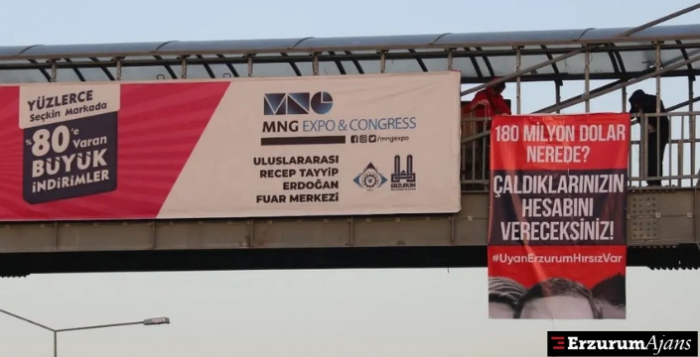 YÜZLERCE
Seçkin Markada
%80'e Varan
BÜYÜK
İNDİRİMLER
MNG
MNG EXPO & CONGRESS
/mngexpo
ULUSLARARASI
RECEP TAYYİP
ERDOĞAN
FUAR MERKEZİ
ERZURUM
180 MİLYON DOLAR
NEREDE?
ÇALDIKLARINIZIN
HESABINI
VERECEKSİNİZ!
#UyanErzurumHırsızVar
ErzurumAjans